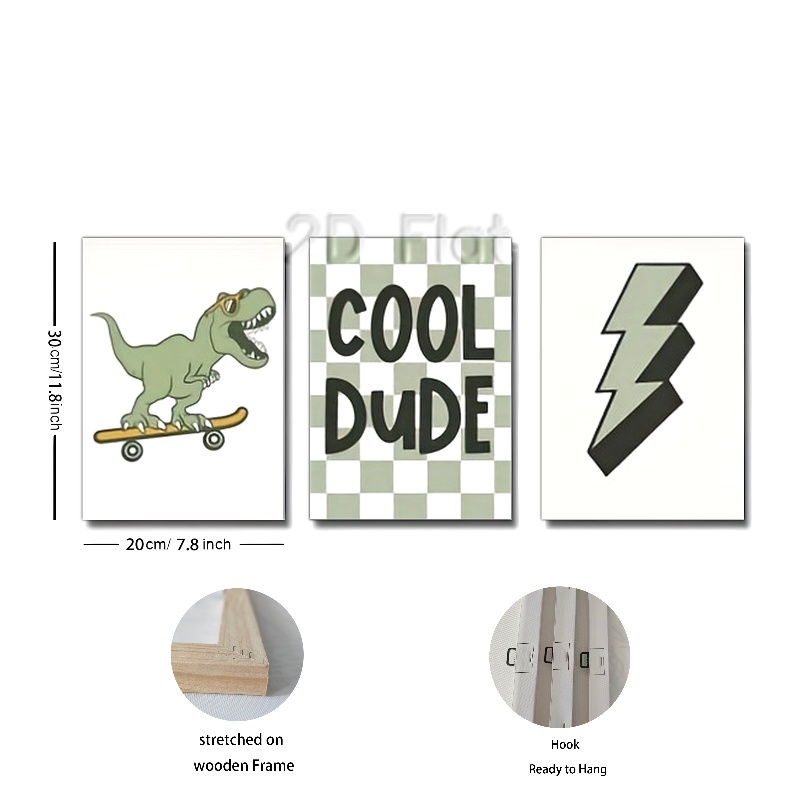 2D Flat
COOL
DUDE
30cm/11.8inch
20cm/ 7.8 inch
stretched on
wooden Frame
Hook
Ready to Hang